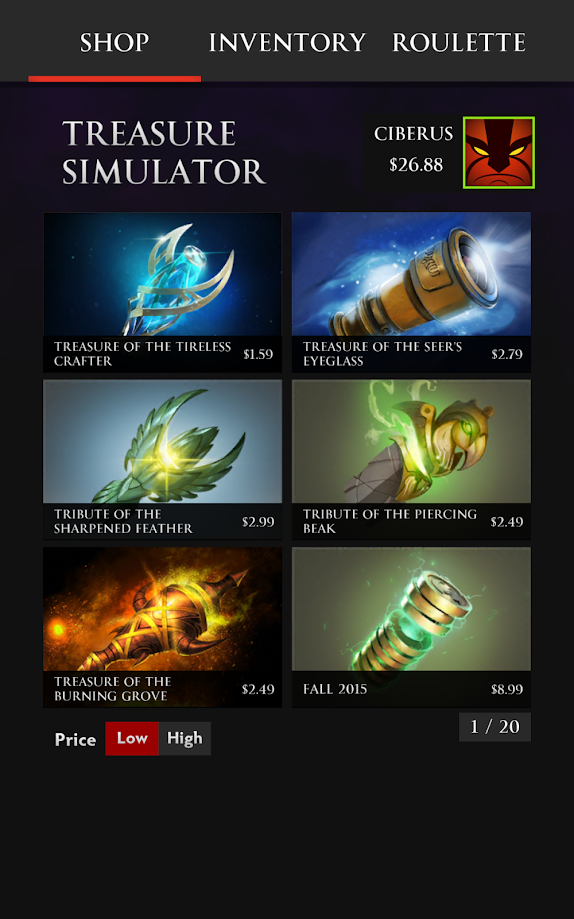 SHOP INVENTORY ROULETTE
TREASURE
SIMULATOR
CIBERUS
$26.88
TREASURE OF THE TIRELESS
CRAFTER
$1.59
TREASURE OF THE SEER'S
EYEGLASS
$2.79
TRIBUTE OF THE
SHARPENED FEATHER
$2.99
TRIBUTE OF THE PIERCING
BEAK
$2.49
TREASURE OF THE
BURNING GROVE
$2.49
FALL 2015
$8.99
Price Low High
1 / 20